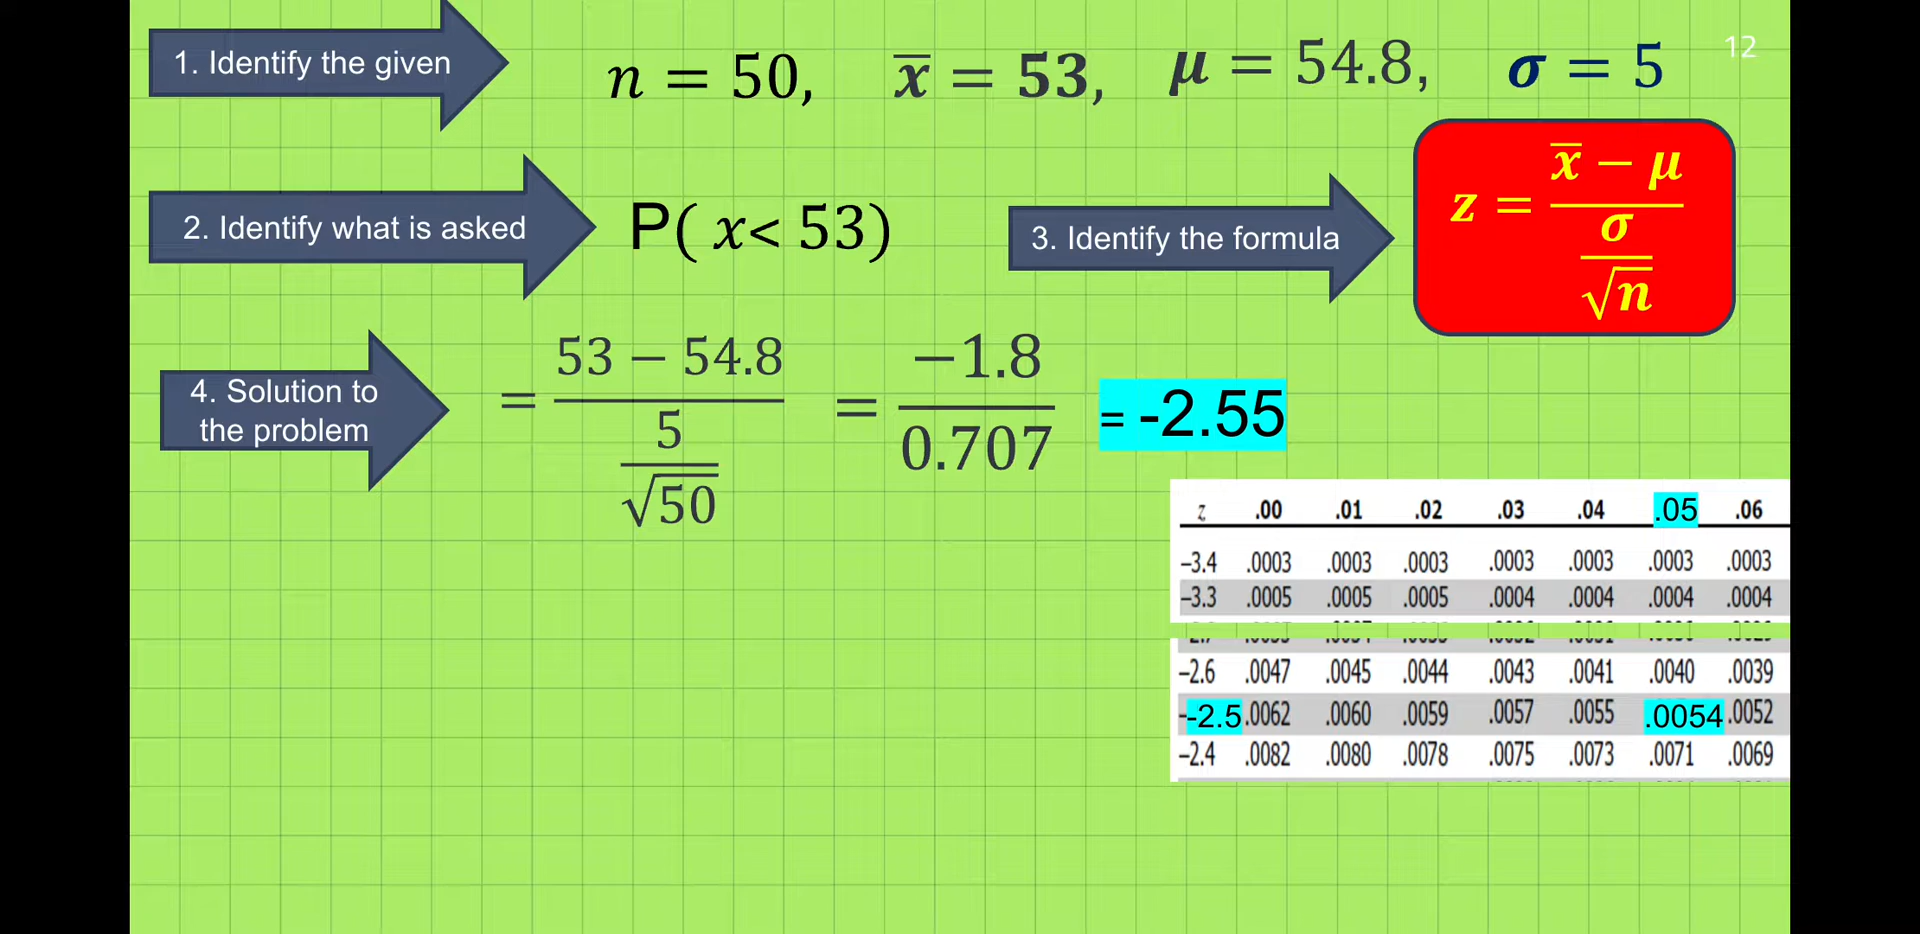 1. Identify the given
n = 50, x̅ = 53, μ = 54.8, σ = 5
12
2. Identify what is asked
P( x< 53)
3. Identify the formula
z = (x̅ − μ) / (σ / √n)
4. Solution to
the problem
= (53 − 54.8) / (5 / √50) = −1.8 / 0.707 = -2.55
z .00 .01 .02 .03 .04 .05 .06
−3.4 .0003 .0003 .0003 .0003 .0003 .0003 .0003
−3.3 .0005 .0005 .0005 .0004 .0004 .0004 .0004
−2.6 .0047 .0045 .0044 .0043 .0041 .0040 .0039
-2.5 .0062 .0060 .0059 .0057 .0055 .0054 .0052
−2.4 .0082 .0080 .0078 .0075 .0073 .0071 .0069